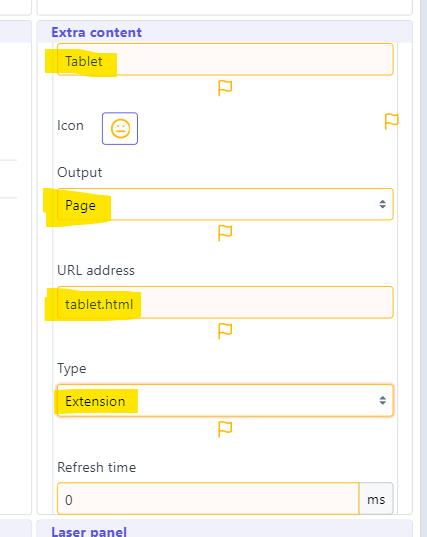 Extra content
Tablet
Icon
Output
Page
URL address
tablet.html
Type
Extension
Refresh time
0 ms
Laser panel